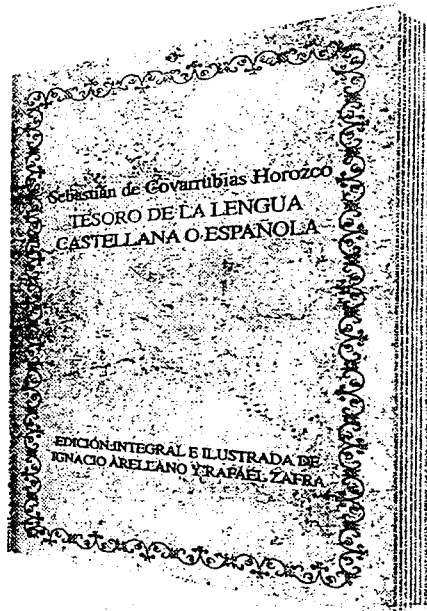 Sebastián de Covarrubias Horozco
TESORO DE LA LENGUA
CASTELLANA O ESPAÑOLA
EDICIÓN INTEGRAL E ILUSTRADA DE
IGNACIO ARELLANO Y RAFAEL ZAFRA